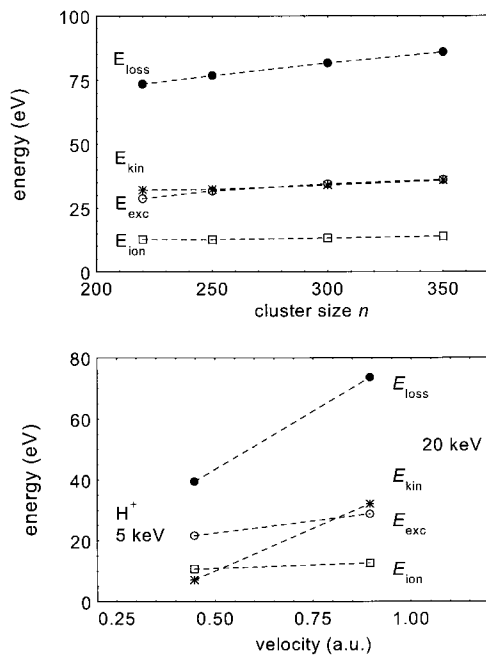 100
E_loss
75
energy (eV)
50
E_kin
E_exc
25
E_ion
0
200 250 300 350
cluster size n
80
E_loss
60
20 keV
energy (eV)
40
E_kin
H⁺
5 keV
E_exc
20
E_ion
0
0.25 0.50 0.75 1.00
velocity (a.u.)